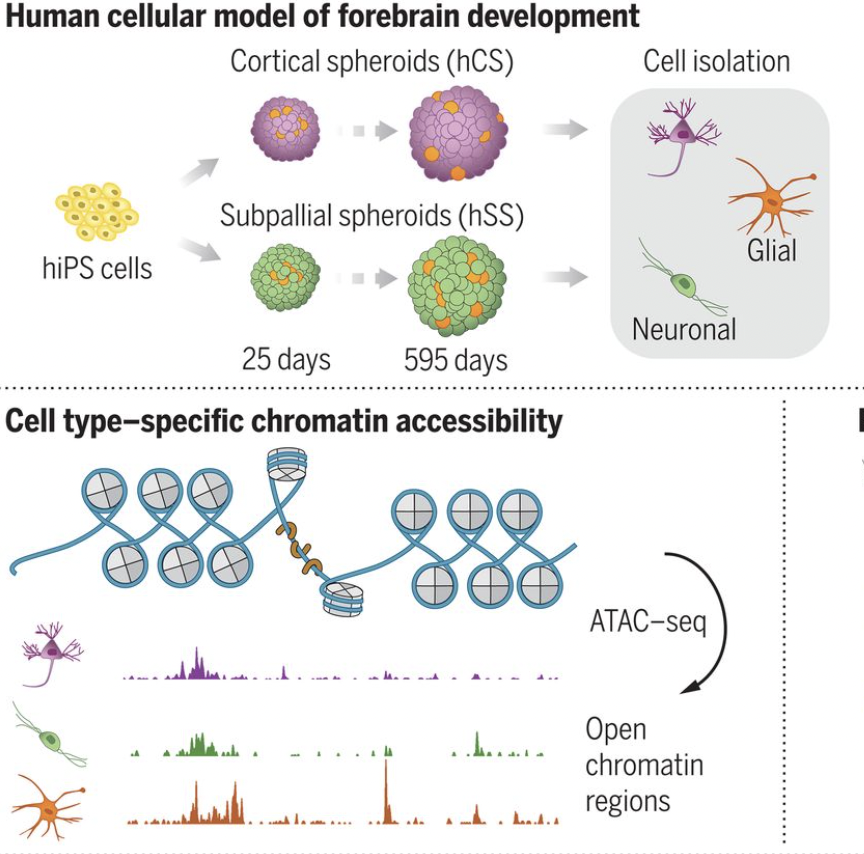 Human cellular model of forebrain development
Cortical spheroids (hCS)
Cell isolation
Subpallial spheroids (hSS)
hiPS cells
Glial
Neuronal
25 days
595 days
Cell type–specific chromatin accessibility
ATAC–seq
Open
chromatin
regions